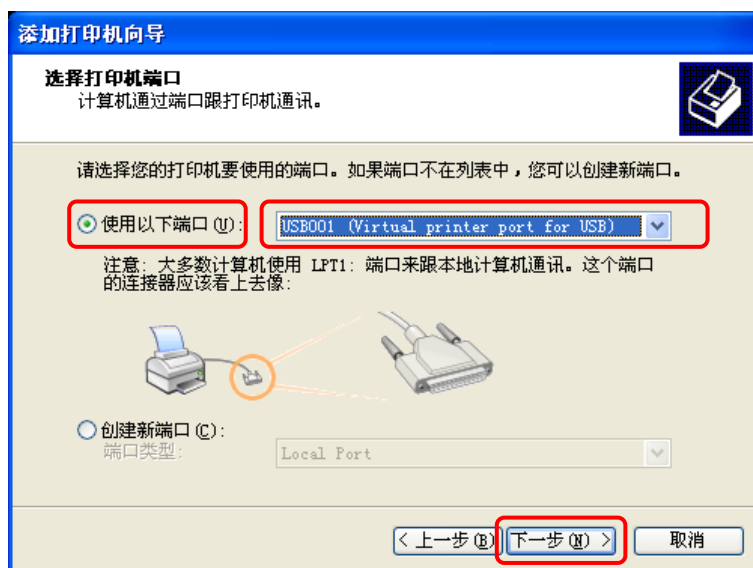 添加打印机向导
选择打印机端口
计算机通过端口跟打印机通讯。
请选择您的打印机要使用的端口。如果端口不在列表中，您可以创建新端口。
使用以下端口(U): USB001 (Virtual printer port for USB)
注意: 大多数计算机使用 LPT1: 端口来跟本地计算机通讯。这个端口
的连接器应该看上去像:
创建新端口(C):
端口类型: Local Port
< 上一步(B) 下一步(N) > 取消